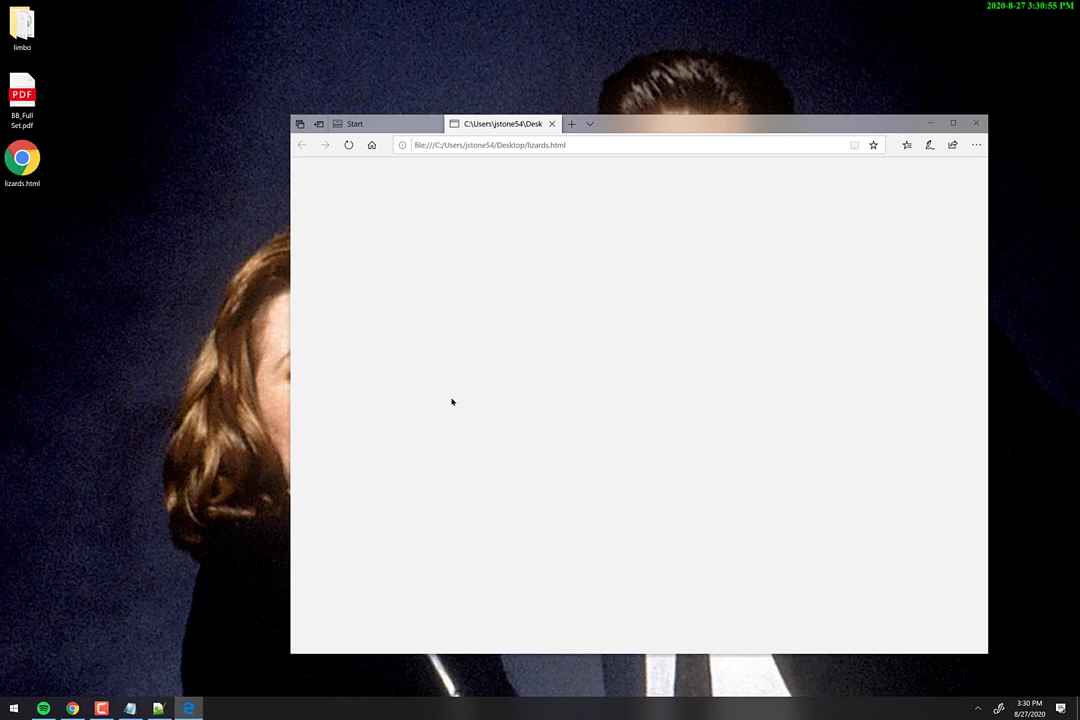 2020-8-27 3:30:55 PM
limbo
PDF
BB_Full
Set.pdf
lizards.html
Start
C:\Users\jstone54\Desk
file:///C:/Users/jstone54/Desktop/lizards.html
3:30 PM
8/27/2020